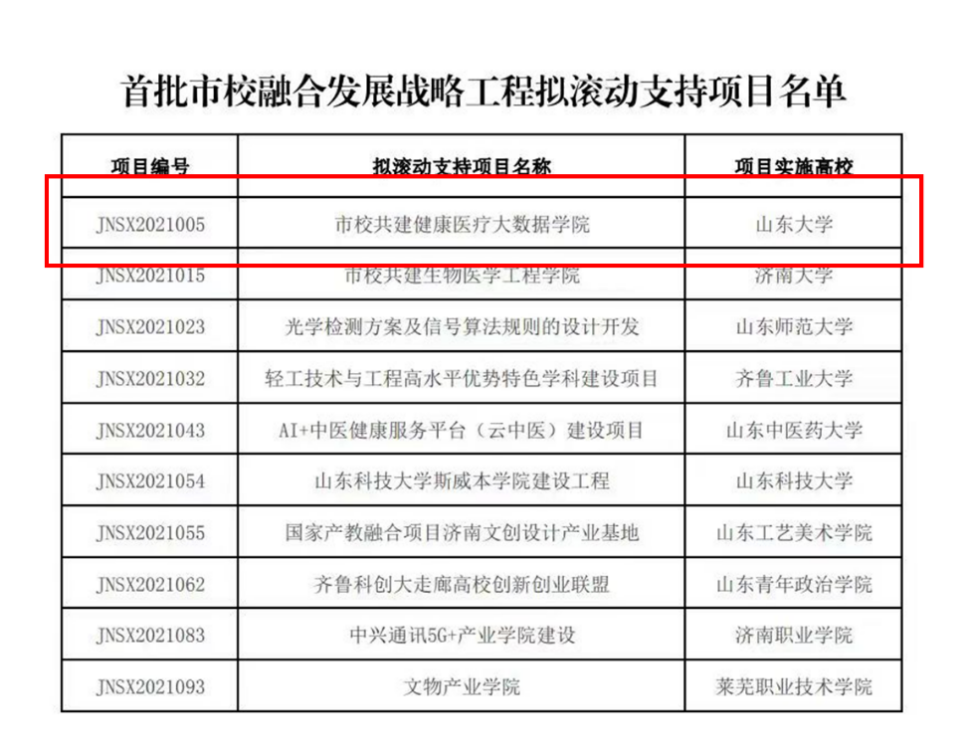 首批市校融合发展战略工程拟滚动支持项目名单
项目编号 拟滚动支持项目名称 项目实施高校
JNSX2021005 市校共建健康医疗大数据学院 山东大学
JNSX2021015 市校共建生物医学工程学院 济南大学
JNSX2021023 光学检测方案及信号算法规则的设计开发 山东师范大学
JNSX2021032 轻工技术与工程高水平优势特色学科建设项目 齐鲁工业大学
JNSX2021043 AI+中医健康服务平台（云中医）建设项目 山东中医药大学
JNSX2021054 山东科技大学斯威本学院建设工程 山东科技大学
JNSX2021055 国家产教融合项目济南文创设计产业基地 山东工艺美术学院
JNSX2021062 齐鲁科创大走廊高校创新创业联盟 山东青年政治学院
JNSX2021083 中兴通讯5G+产业学院建设 济南职业学院
JNSX2021093 文物产业学院 莱芜职业技术学院